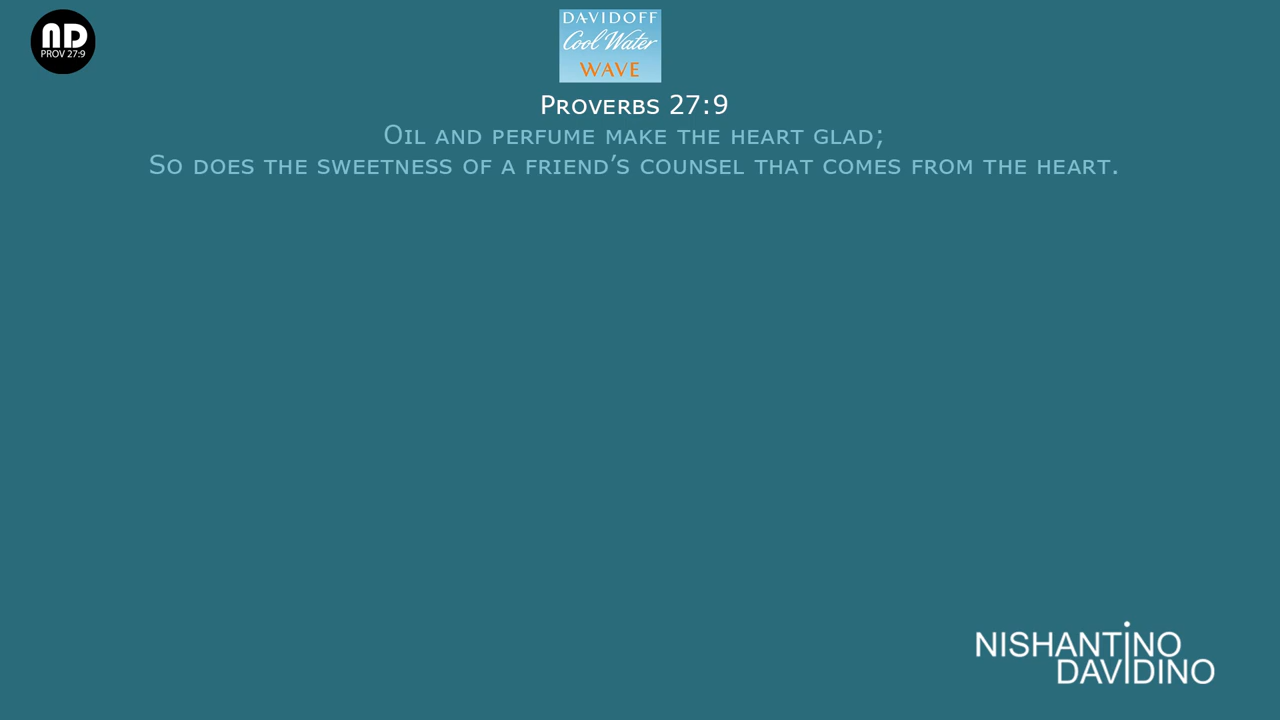 ND
PROV 27:9
DAVIDOFF
Cool Water
WAVE
Proverbs 27:9
Oil and perfume make the heart glad;
So does the sweetness of a friend’s counsel that comes from the heart.
NISHANTiNO
DAVIDINO